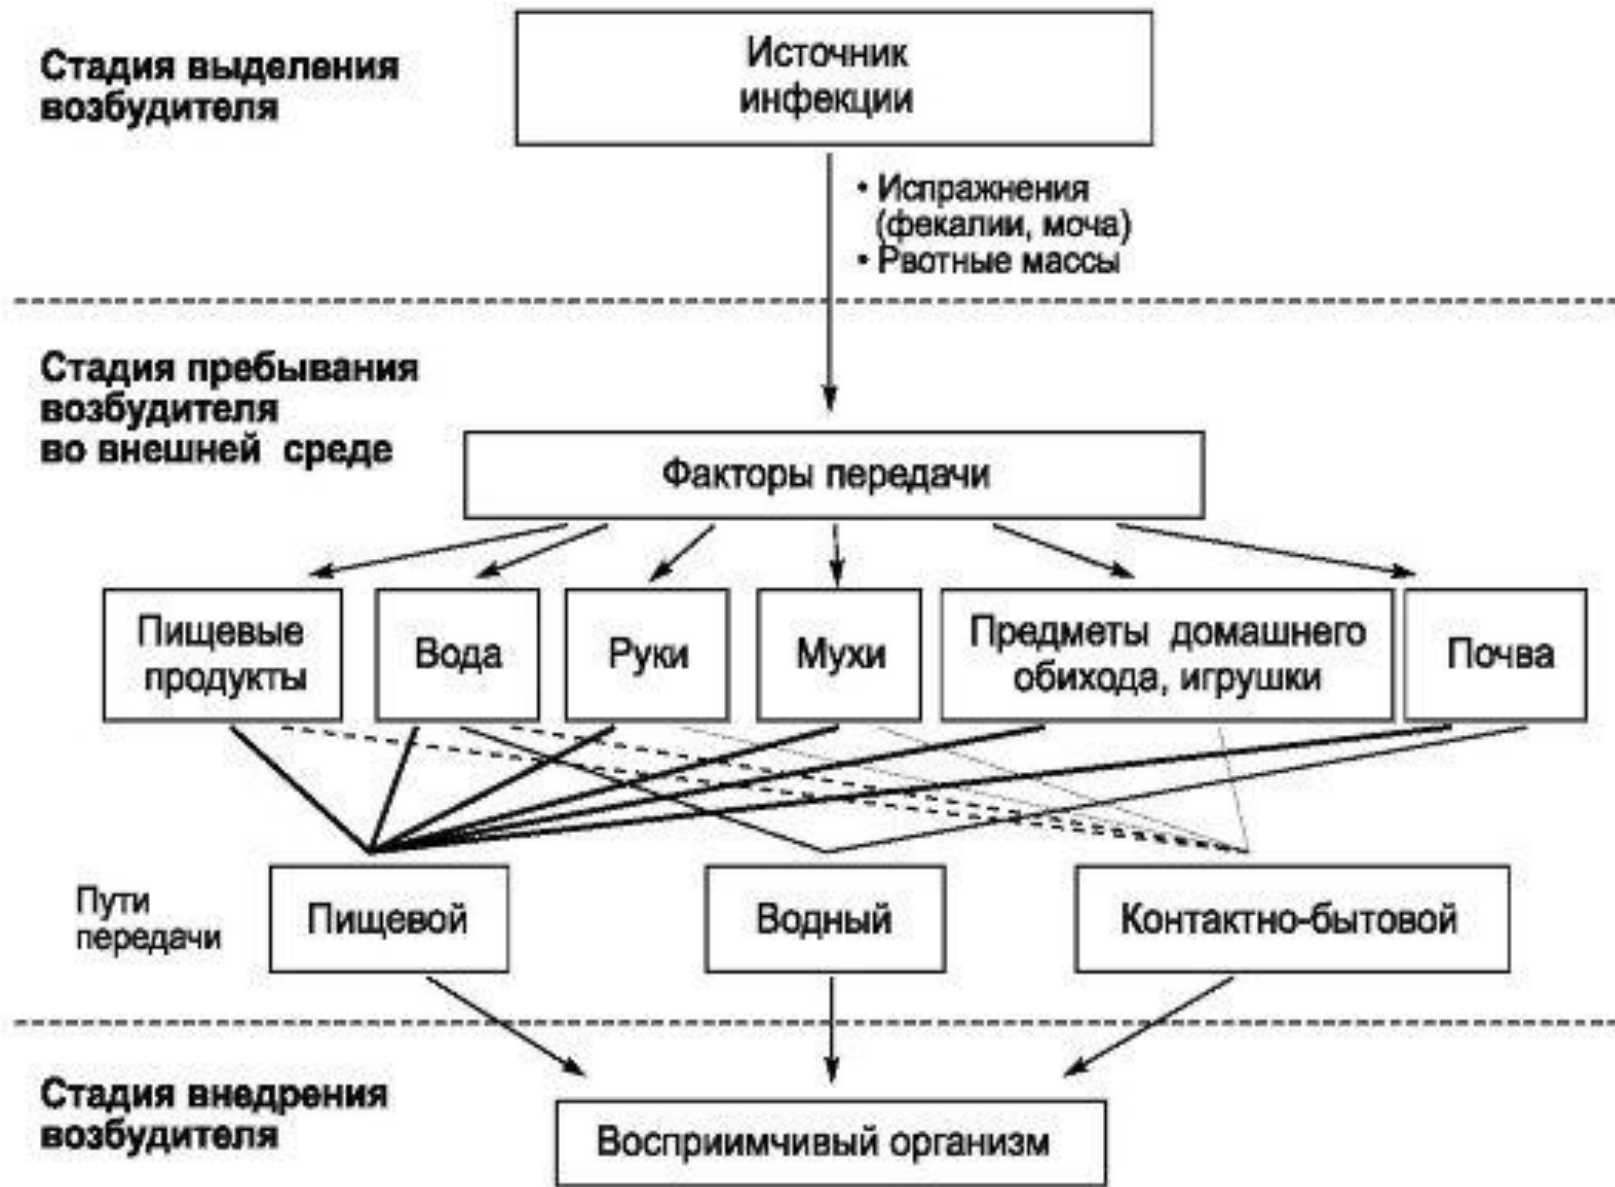 Стадия выделения
возбудителя
Источник
инфекции
• Испражнения
(фекалии, моча)
• Рвотные массы
Стадия пребывания
возбудителя
во внешней среде
Факторы передачи
Пищевые
продукты
Вода
Руки
Мухи
Предметы домашнего
обихода, игрушки
Почва
Пути
передачи
Пищевой
Водный
Контактно-бытовой
Стадия внедрения
возбудителя
Восприимчивый организм